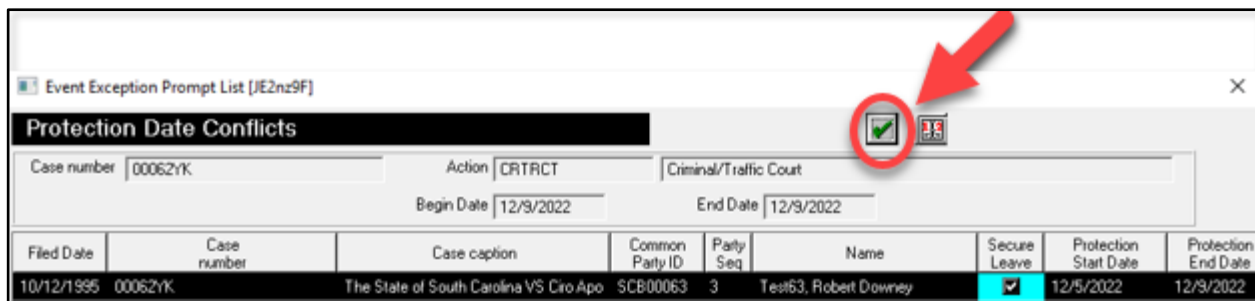 Event Exception Prompt List [JE2nz9F]
Protection Date Conflicts
Case number 00062YK Action CRTRCT Criminal/Traffic Court
Begin Date 12/9/2022 End Date 12/9/2022
Filed Date Case number Case caption Common Party ID Party Seq Name Secure Leave Protection Start Date Protection End Date
10/12/1995 00062YK The State of South Carolina VS Ciro Apo SCB00063 3 Test63, Robert Downey 12/5/2022 12/9/2022